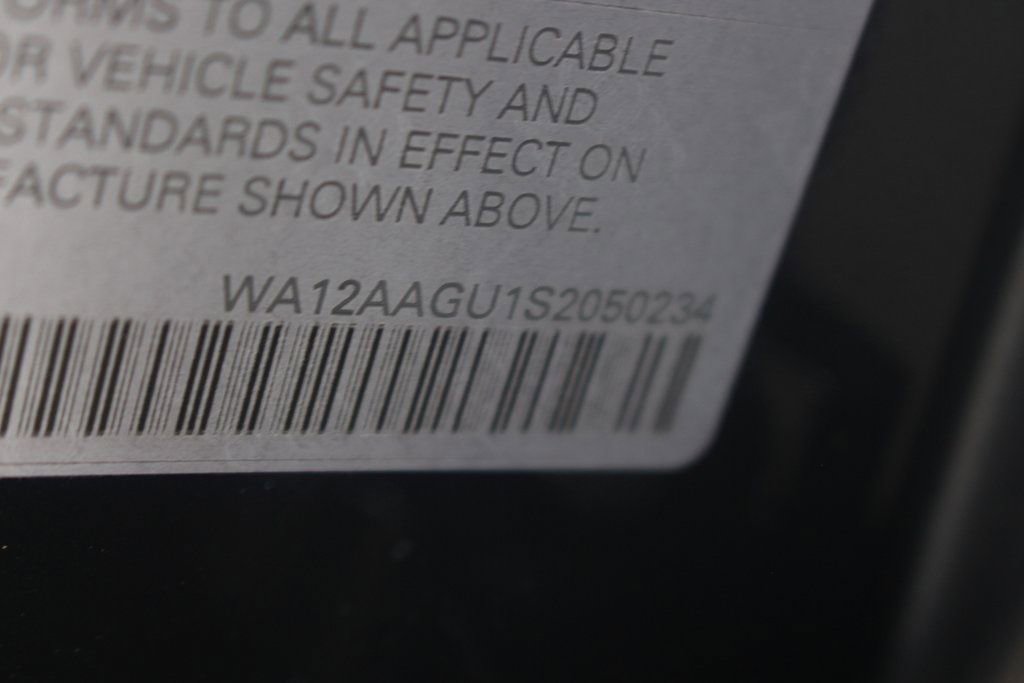 ORMS TO ALL APPLICABLE
OR VEHICLE SAFETY AND
STANDARDS IN EFFECT ON
FACTURE SHOWN ABOVE.
WA12AAGU1S2050234